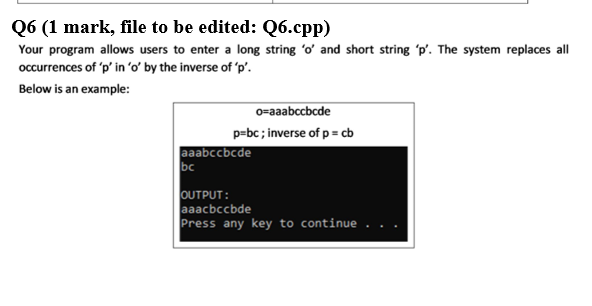 Q6 (1 mark, file to be edited: Q6.cpp)
Your program allows users to enter a long string 'o' and short string 'p'. The system replaces all
occurrences of 'p' in 'o' by the inverse of 'p'.
Below is an example:
o=aaabccbcde
p=bc ; inverse of p = cb
aaabccbcde
bc
OUTPUT:
aaacbccbde
Press any key to continue . . .